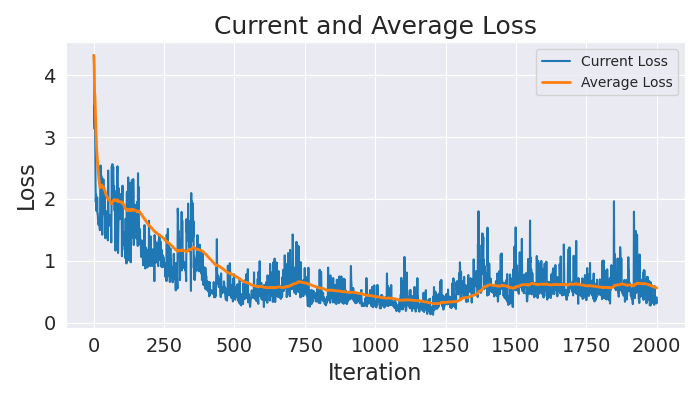 Current and Average Loss
Current Loss
Average Loss
4
3
2
1
0
Loss
0 250 500 750 1000 1250 1500 1750 2000
Iteration